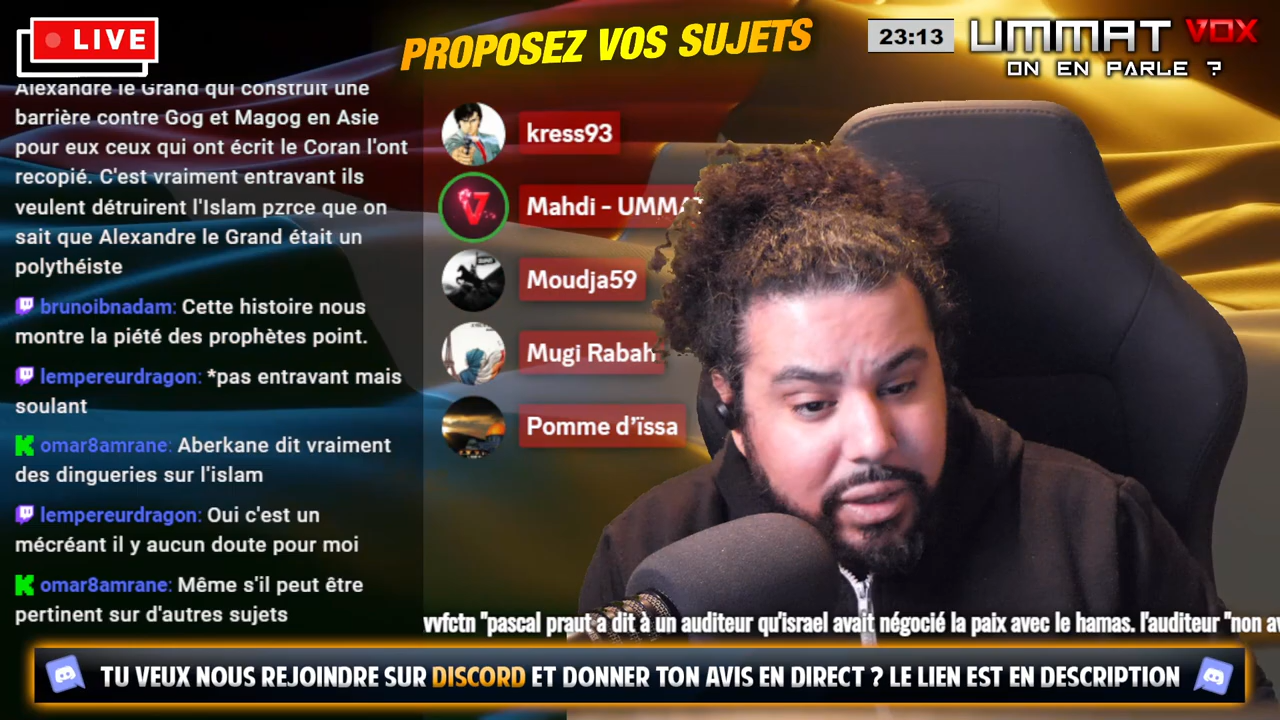 LIVE
PROPOSEZ VOS SUJETS
23:13
UMMAT VOX
ON EN PARLE ?
Alexandre le Grand qui construit une
barrière contre Gog et Magog en Asie
pour eux ceux qui ont écrit le Coran l'ont
recopié. C'est vraiment entravant ils
veulent détruirent l'Islam pzrce que on
sait que Alexandre le Grand était un
polythéiste
brunoibnadam: Cette histoire nous
montre la piété des prophètes point.
lempereurdragon: *pas entravant mais
soulant
omar8amrane: Aberkane dit vraiment
des dingueries sur l'islam
lempereurdragon: Oui c'est un
mécréant il y aucun doute pour moi
omar8amrane: Même s'il peut être
pertinent sur d'autres sujets
kress93
Mahdi - UMMAT
Moudja59
Mugi Rabah
Pomme d'ïssa
vvfctn "pascal praut a dit à un auditeur qu'israel avait négocié la paix avec le hamas. l'auditeur "non
TU VEUX NOUS REJOINDRE SUR DISCORD ET DONNER TON AVIS EN DIRECT ? LE LIEN EST EN DESCRIPTION